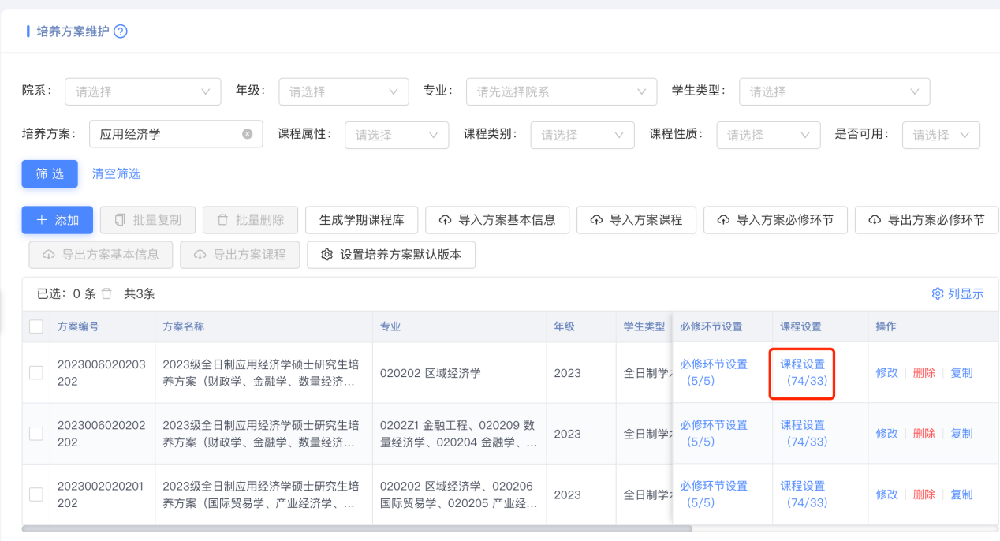 培养方案维护
院系： 请选择 年级： 请选择 专业： 请先选择院系 学生类型： 请选择
培养方案： 应用经济学 课程属性： 请选择 课程类别： 请选择 课程性质： 请选择 是否可用： 请选择
筛 选 清空筛选
添加 批量复制 批量删除 生成学期课程库 导入方案基本信息 导入方案课程 导入方案必修环节 导出方案必修环节
导出方案基本信息 导出方案课程 设置培养方案默认版本
已选：0 条 共3条 列显示
方案编号 方案名称 专业 年级 学生类型 必修环节设置 课程设置 操作
2023006020203 2023级全日制应用经济学硕士研究生培 020202 区域经济学 2023 全日制学 必修环节设置 课程设置 修改 删除 复制
202 养方案（财政学、金融学、数量经济... (5/5) (74/33)
2023006020202 2023级全日制应用经济学硕士研究生培 0202Z1 金融工程、020209 数 2023 全日制学 必修环节设置 课程设置 修改 删除 复制
202 养方案（财政学、金融学、数量经济... 量经济学、020204 金融学、... (5/5) (74/33)
2023002020201 2023级全日制应用经济学硕士研究生培 020202 区域经济学、020206 2023 全日制学 必修环节设置 课程设置 修改 删除 复制
202 养方案（国际贸易学、产业经济学、... 国际贸易学、020205 产业经... (5/5) (74/33)